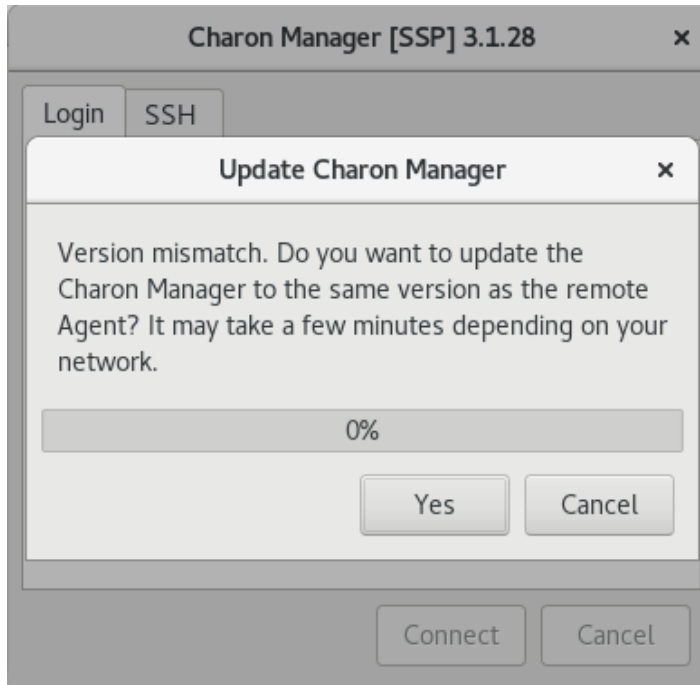 Charon Manager [SSP] 3.1.28
Login SSH
Update Charon Manager
Version mismatch. Do you want to update the
Charon Manager to the same version as the remote
Agent? It may take a few minutes depending on your
network.
0%
Yes Cancel
Connect Cancel